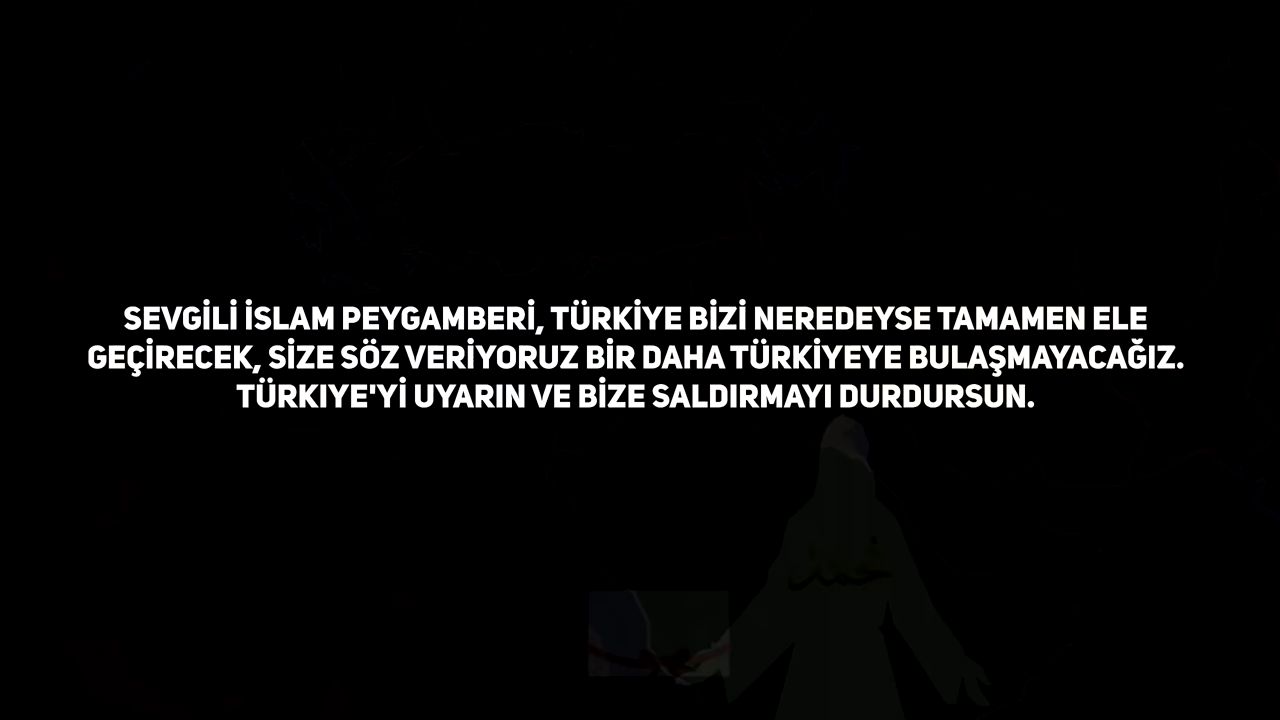 SEVGİLİ İSLAM PEYGAMBERİ, TÜRKİYE BİZİ NEREDEYSE TAMAMEN ELE
GEÇİRECEK, SİZE SÖZ VERİYORUZ BİR DAHA TÜRKİYEYE BULAŞMAYACAĞIZ.
TÜRKIYE'Yİ UYARIN VE BİZE SALDIRMAYI DURDURSUN.